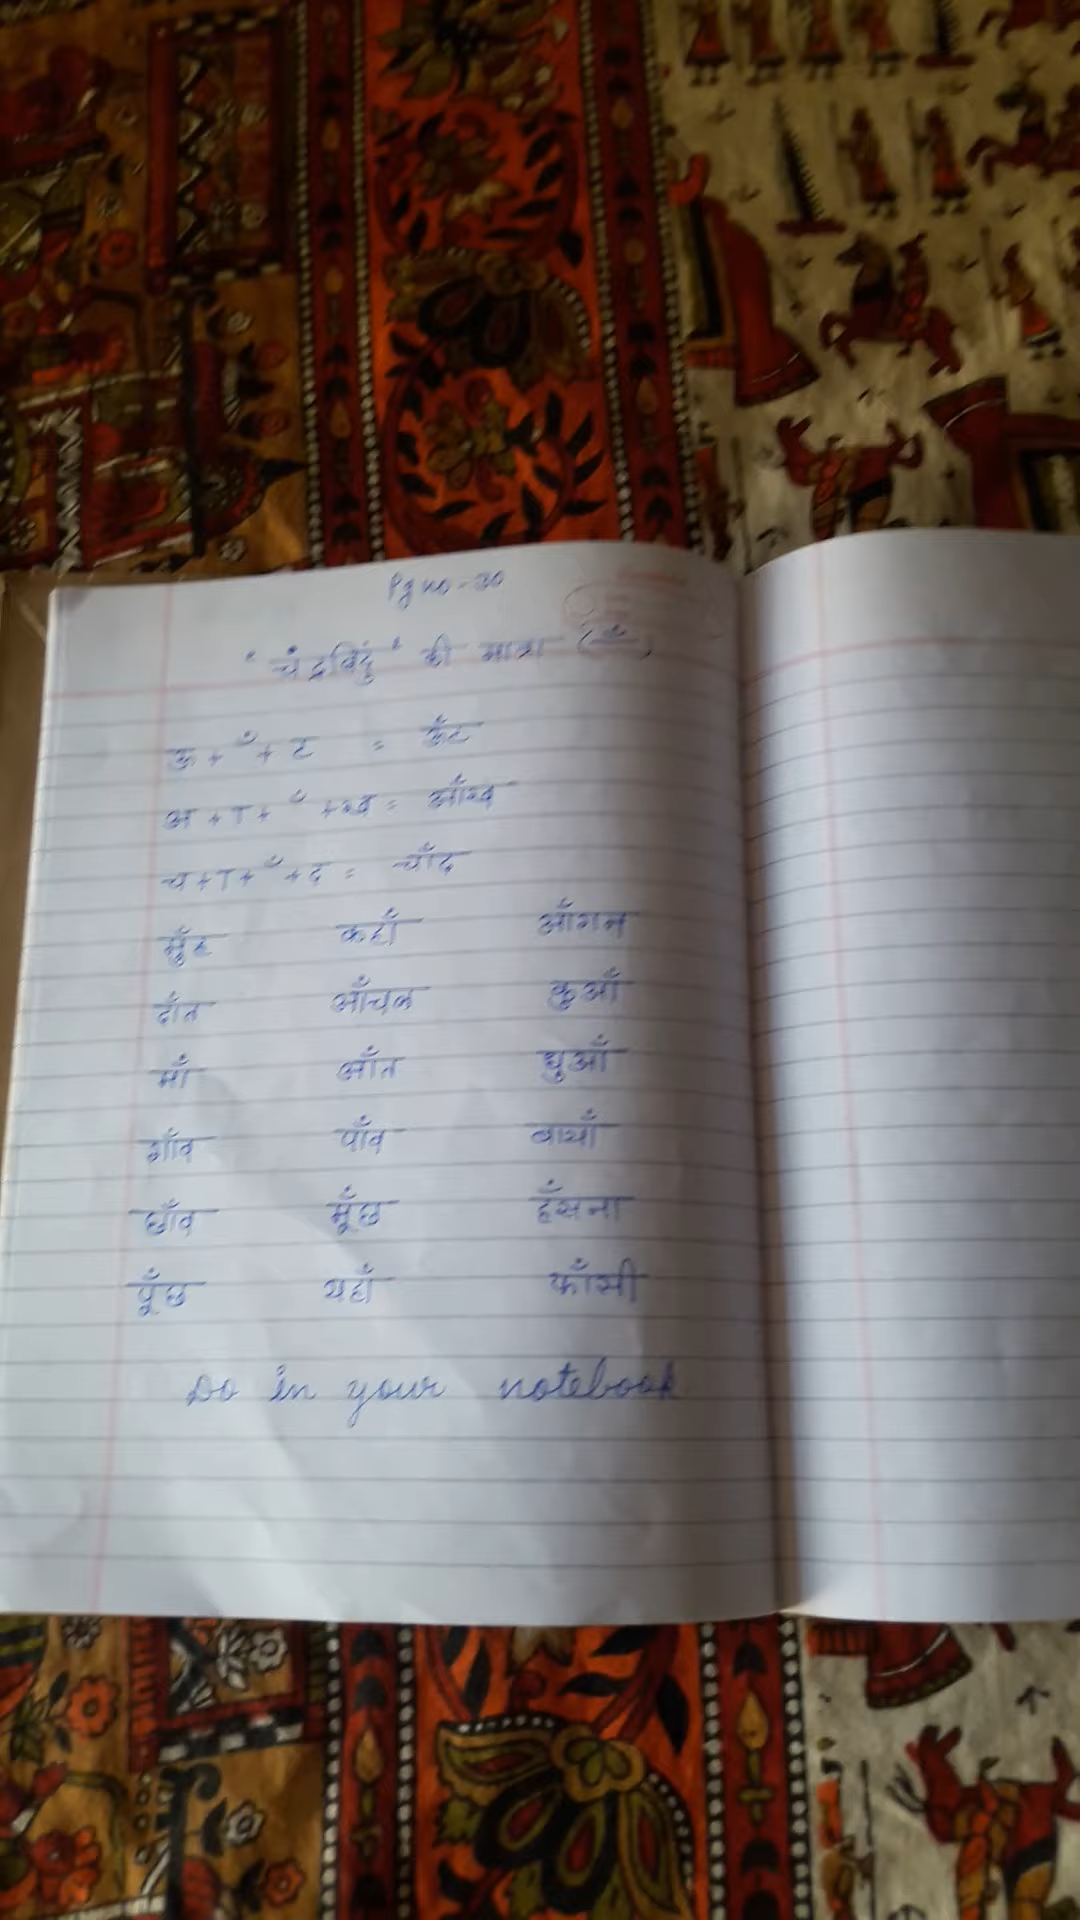 Pg no - 30
"चंद्रबिंदु" की मात्रा (ँ)
ऊ + ँ + ट = ऊँट
अ + ा + ँ + ख = आँख
च + ा + ँ + द = चाँद
मुँह कहाँ आँगन
दाँत आँचल कुआँ
माँ आँत धुआँ
गाँव पाँव बायाँ
छाँव मूँछ हँसना
पूँछ यहाँ फाँसी
Do in your notebook